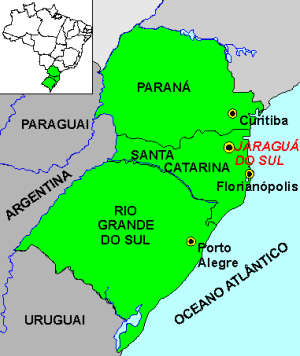 PARANÁ
Curitiba
PARAGUAI
JARAGUÁ
DO SUL
SANTA
CATARINA
Florianópolis
ARGENTINA
RIO
GRANDE
DO SUL
Porto
Alegre
OCEANO ATLÂNTICO
URUGUAI